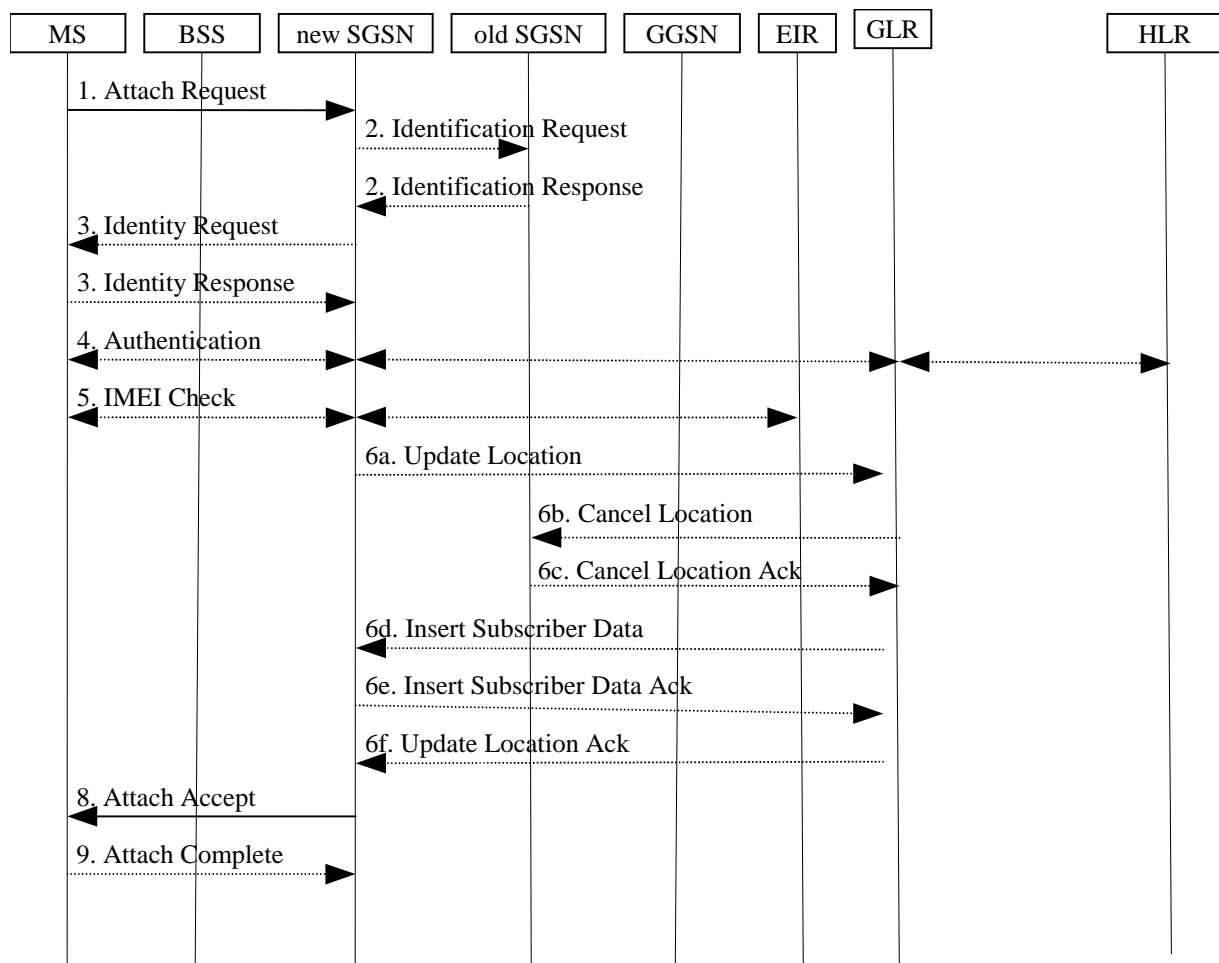 MS BSS new SGSN old SGSN GGSN EIR GLR HLR
1. Attach Request
2. Identification Request
2. Identification Response
3. Identity Request
3. Identity Response
4. Authentication
5. IMEI Check
6a. Update Location
6b. Cancel Location
6c. Cancel Location Ack
6d. Insert Subscriber Data
6e. Insert Subscriber Data Ack
6f. Update Location Ack
8. Attach Accept
9. Attach Complete